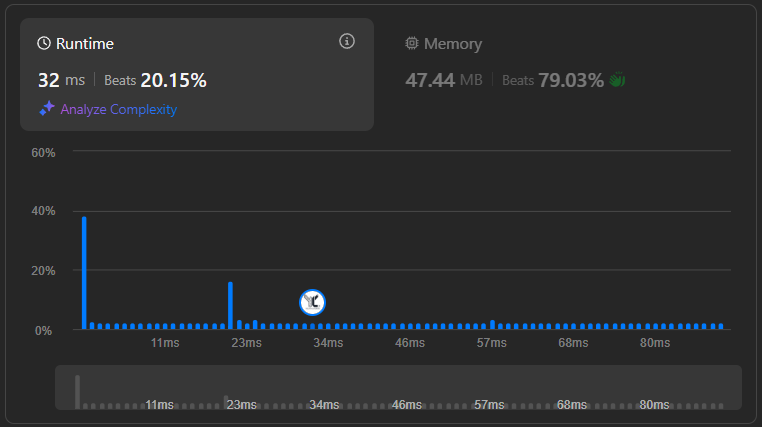 Runtime
32 ms | Beats 20.15%
Analyze Complexity
Memory
47.44 MB | Beats 79.03%
60%
40%
20%
0%
11ms 23ms 34ms 46ms 57ms 68ms 80ms
11ms 23ms 34ms 46ms 57ms 68ms 80ms